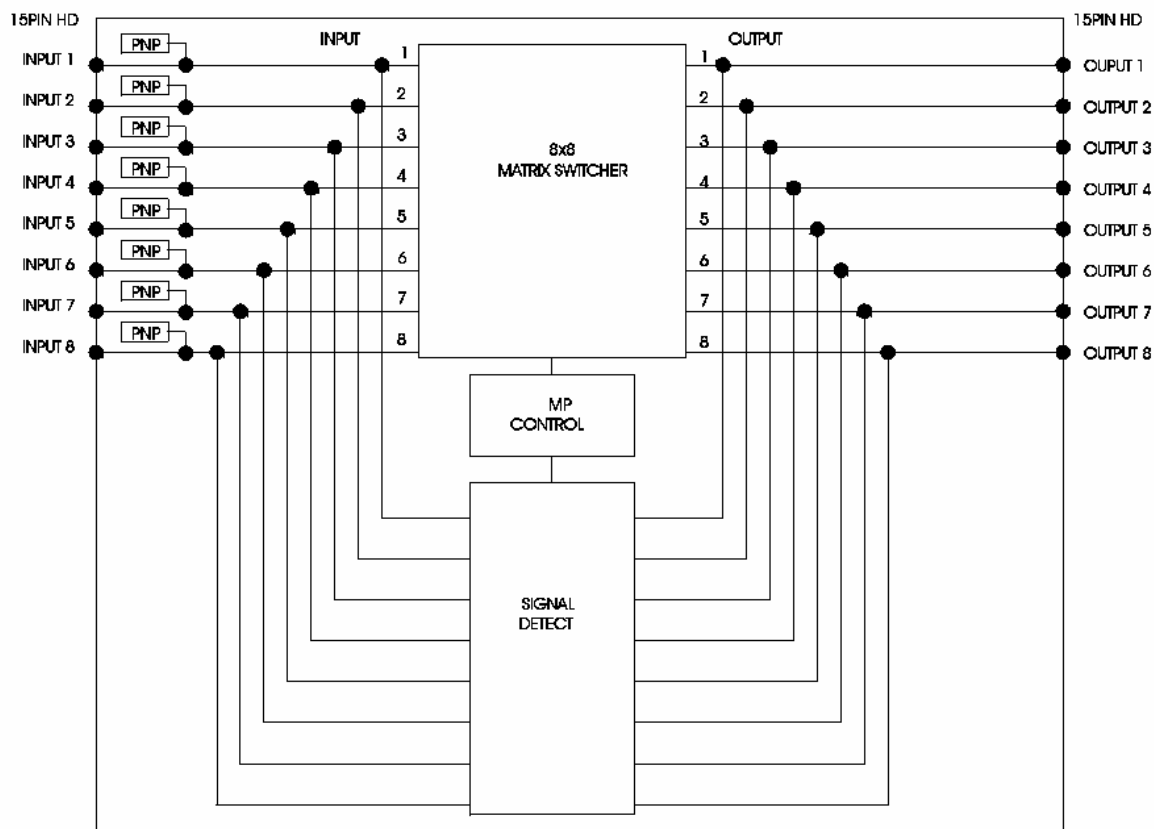 15PIN HD
15PIN HD
PNP
INPUT
OUTPUT
INPUT 1
1
1
OUPUT 1
PNP
INPUT 2
2
2
OUTPUT 2
PNP
INPUT 3
3
3
OUTPUT 3
8x8
MATRIX SWITCHER
PNP
INPUT 4
4
4
OUTPUT 4
PNP
INPUT 5
5
5
OUTPUT 5
PNP
INPUT 6
6
6
OUTPUT 6
PNP
INPUT 7
7
7
OUTPUT 7
PNP
INPUT 8
8
8
OUTPUT 8
MP
CONTROL
SIGNAL
DETECT